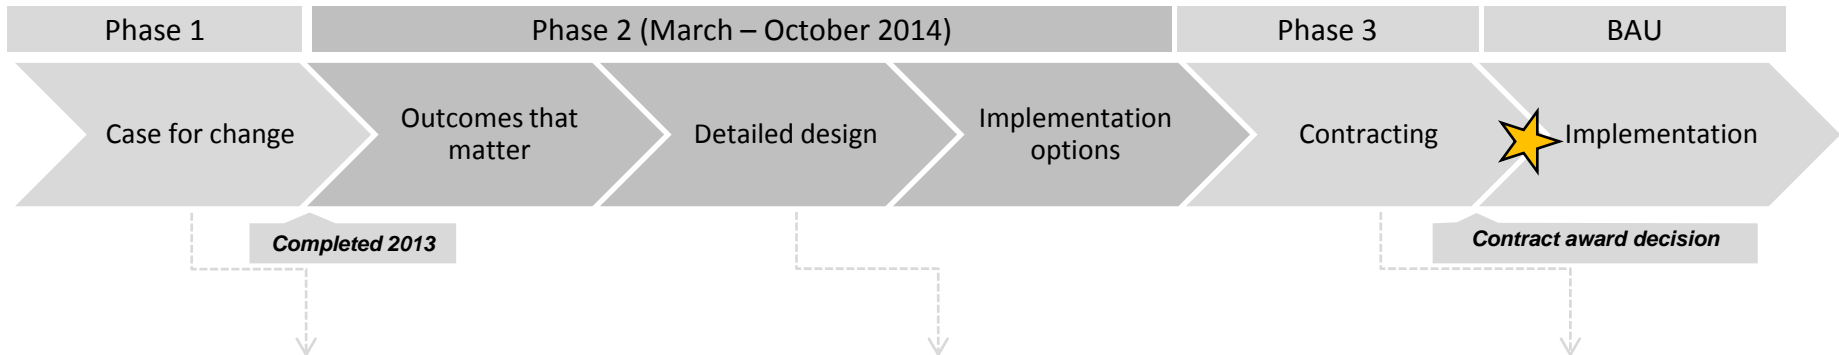 Phase 1
Phase 2 (March – October 2014)
Phase 3
BAU
Case for change
Outcomes that
matter
Detailed design
Implementation
options
Contracting
Implementation
Completed 2013
Contract award decision